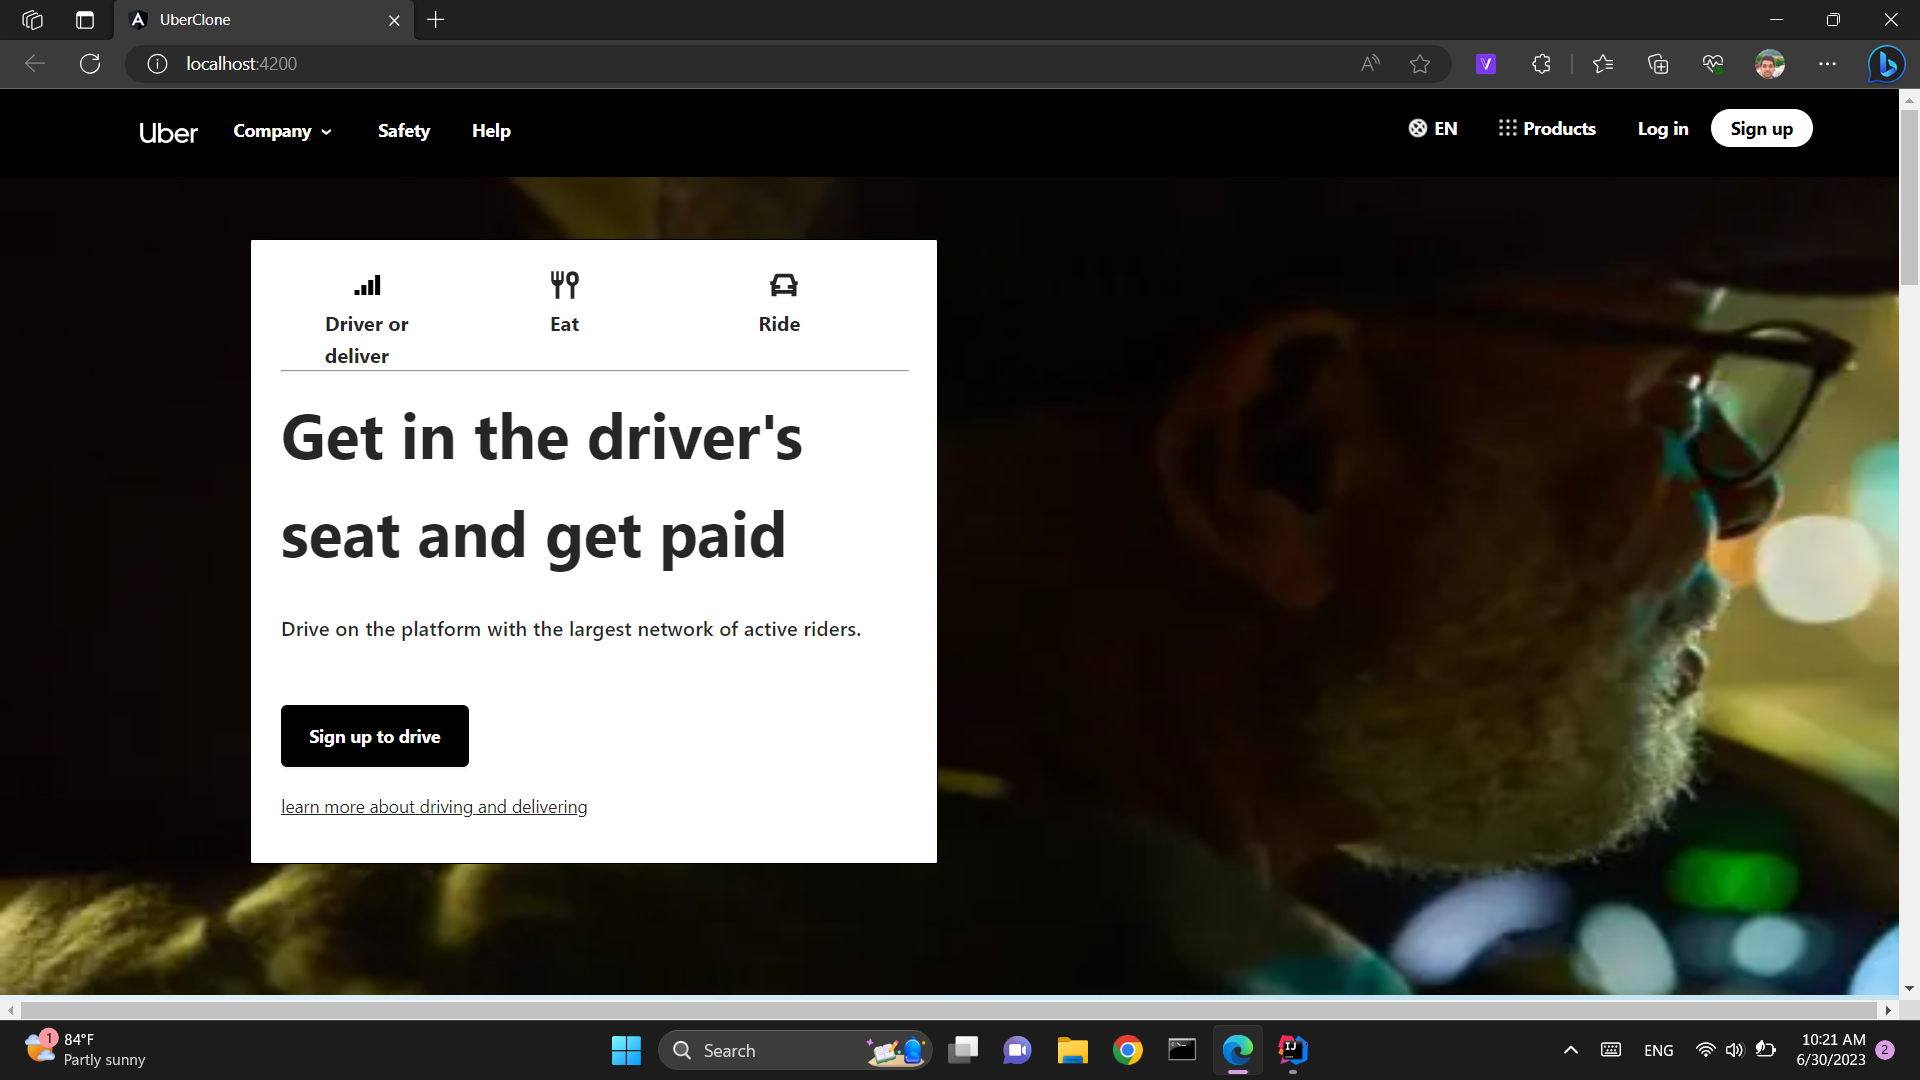 UberClone
localhost:4200
Uber
Company
Safety
Help
EN
Products
Log in
Sign up
Driver or
deliver
Eat
Ride
Get in the driver's
seat and get paid
Drive on the platform with the largest network of active riders.
Sign up to drive
learn more about driving and delivering
1
84°F
Partly sunny
Search
ENG
10:21 AM
6/30/2023
2